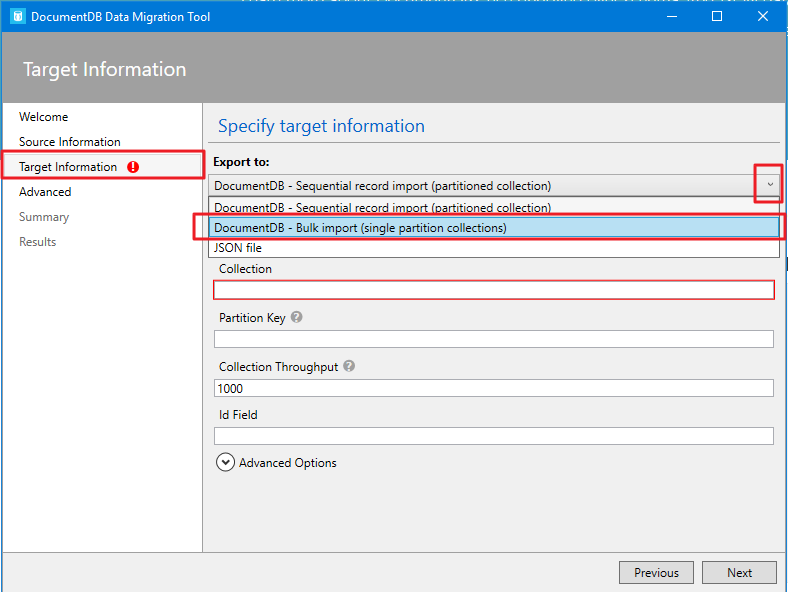 DocumentDB Data Migration Tool
Target Information
Welcome
Source Information
Target Information
Advanced
Summary
Results
Specify target information
Export to:
DocumentDB - Sequential record import (partitioned collection)
DocumentDB - Sequential record import (partitioned collection)
DocumentDB - Bulk import (single partition collections)
JSON file
Collection
Partition Key
Collection Throughput
1000
Id Field
Advanced Options
Previous
Next